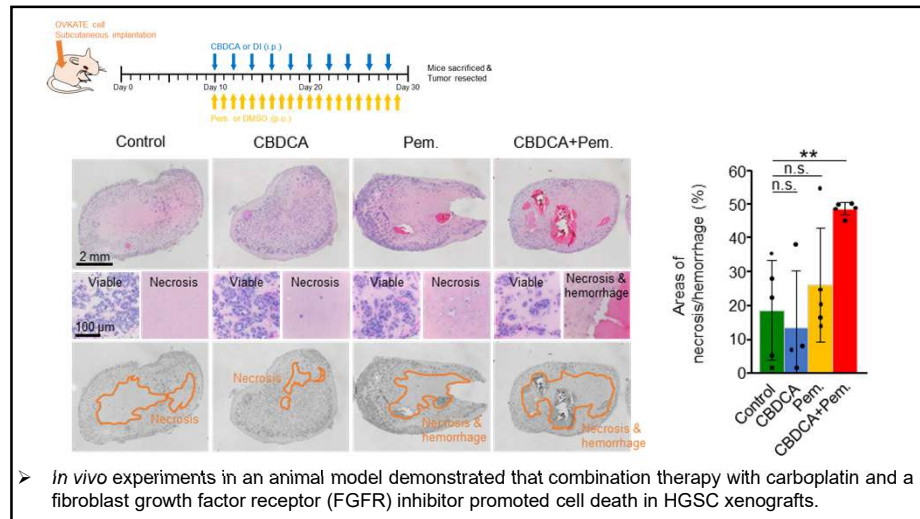 OVKATE cell
Subcutaneous implantation
CBDCA or DI (i.p.)
Mice sacrificed &
Tumor resected
Day 0
Day 10
Day 20
Day 30
Pem. or DMSO (p.o.)
Control
CBDCA
Pem.
CBDCA+Pem.
2 mm
Viable
Necrosis
Viable
Necrosis
Viable
Necrosis
Viable
Necrosis &
hemorrhage
100 μm
Necrosis
Necrosis
Necrosis &
hemorrhage
Necrosis &
hemorrhage
**
n.s.
n.s.
Areas of
necrosis/hemorrhage (%)
60
50
40
30
20
10
0
Control
CBDCA
Pem.
CBDCA+Pem.
➢ In vivo experiments in an animal model demonstrated that combination therapy with carboplatin and a
fibroblast growth factor receptor (FGFR) inhibitor promoted cell death in HGSC xenografts.